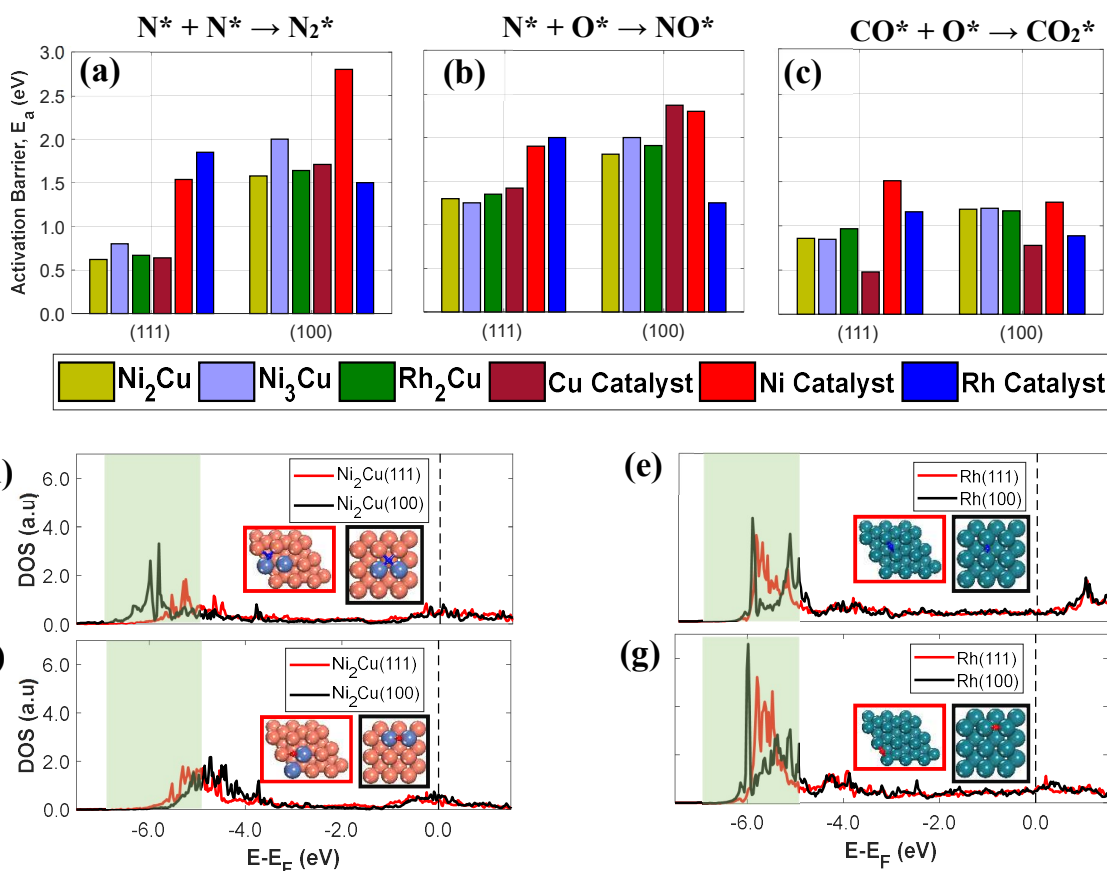 N* + N* → N₂*
N* + O* → NO*
CO* + O* → CO₂*
(a)
(b)
(c)
Activation Barrier, Eₐ (eV)
3.0
2.5
2.0
1.5
1.0
0.5
0.0
(111)
(100)
(111)
(100)
(111)
(100)
Ni₂Cu
Ni₃Cu
Rh₂Cu
Cu Catalyst
Ni Catalyst
Rh Catalyst
)
DOS (a.u)
6.0
4.0
2.0
0.0
Ni₂Cu(111)
Ni₂Cu(100)
(e)
Rh(111)
Rh(100)
)
DOS (a.u)
6.0
4.0
2.0
0.0
Ni₂Cu(111)
Ni₂Cu(100)
-6.0
-4.0
-2.0
0.0
E-E_F (eV)
(g)
Rh(111)
Rh(100)
-6.0
-4.0
-2.0
0.0
E-E_F (eV)